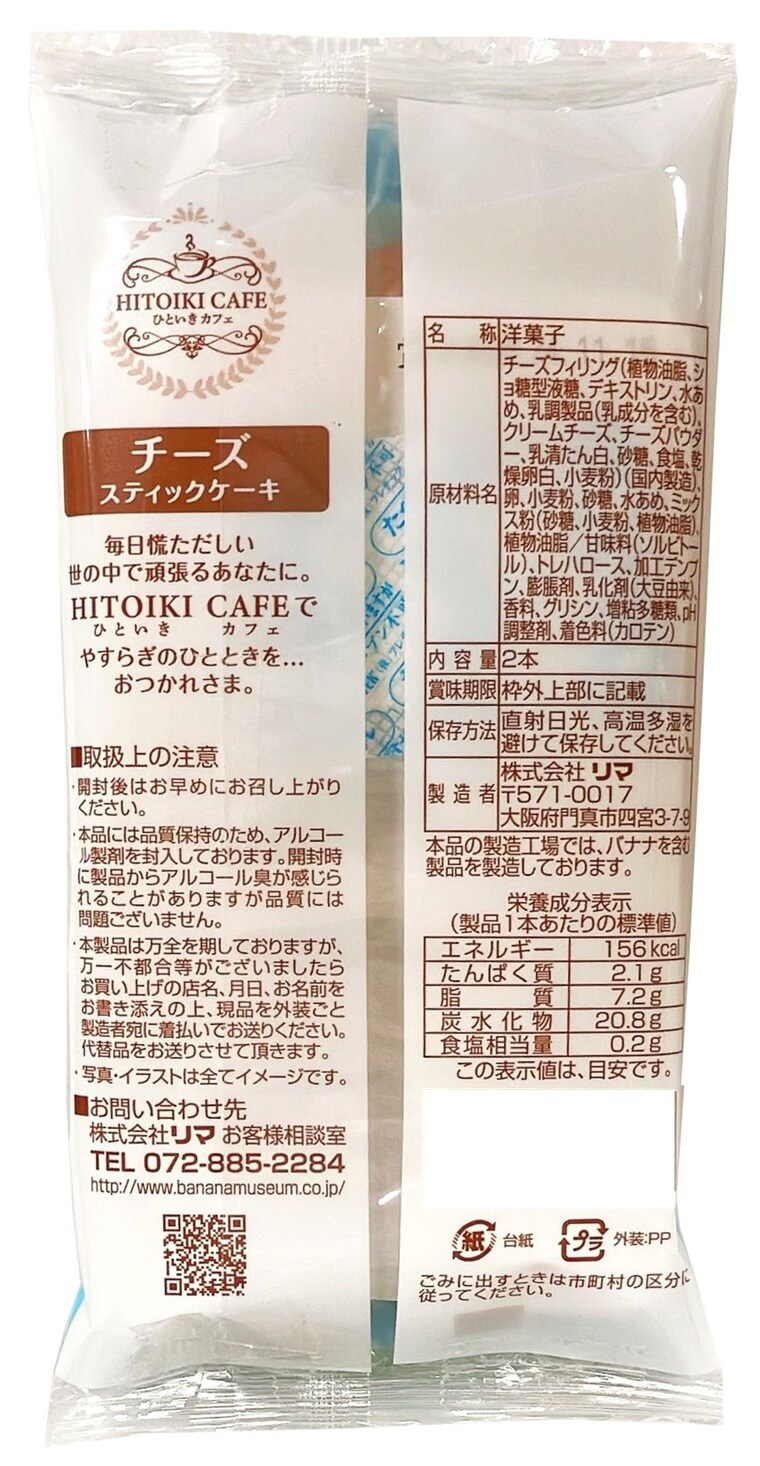 HITOIKI CAFE
ひといきカフェ
チーズ
スティックケーキ
毎日慌ただしい
世の中で頑張るあなたに。
HITOIKI CAFEで
ひといき カフェ
やすらぎのひとときを…
おつかれさま。
■取扱上の注意
・開封後はお早めにお召し上がり
ください。
・本品には品質保持のため、アルコー
ル製剤を封入しております。開封時
に製品からアルコール臭が感じら
れることがありますが品質には
問題ございません。
・本製品は万全を期しておりますが、
万一不都合等がございましたら
お買い上げの店名、月日、お名前を
お書き添えの上、現品を外装ごと
製造者宛に着払いでお送りください。
代替品をお送りさせて頂きます。
・写真・イラストは全てイメージです。
■お問い合わせ先
株式会社リマ お客様相談室
TEL 072-885-2284
http://www.bananamuseum.co.jp/
名称 洋菓子
原材料名
チーズフィリング(植物油脂、シ
ョ糖型液糖、デキストリン、水あ
め、乳調製品(乳成分を含む)、
クリームチーズ、チーズパウダ
ー、乳清たん白、砂糖、食塩、乾
燥卵白、小麦粉)(国内製造)、
卵、小麦粉、砂糖、水あめ、ミック
ス粉(砂糖、小麦粉、植物油脂)、
植物油脂/甘味料(ソルビトー
ル)、トレハロース、加工デンプ
ン、膨脹剤、乳化剤(大豆由来)、
香料、グリシン、増粘多糖類、pH
調整剤、着色料(カロテン)
内容量 2本
賞味期限 枠外上部に記載
保存方法
直射日光、高温多湿を
避けて保存してください。
製造者
株式会社 リマ
〒571-0017
大阪府門真市四宮3-7-9
本品の製造工場では、バナナを含む
製品を製造しております。
栄養成分表示
(製品1本あたりの標準値)
エネルギー 156kcal
たんぱく質 2.1g
脂質 7.2g
炭水化物 20.8g
食塩相当量 0.2g
この表示値は、目安です。
紙 台紙 プラ 外装:PP
ごみに出すときは市町村の区分に
従ってください。